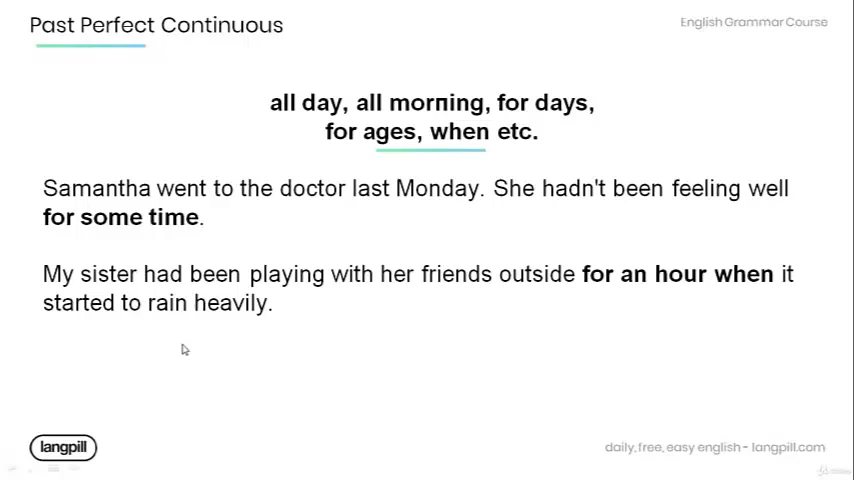 Past Perfect Continuous
English Grammar Course
all day, all morning, for days,
for ages, when etc.
Samantha went to the doctor last Monday. She hadn't been feeling well
for some time.
My sister had been playing with her friends outside for an hour when it
started to rain heavily.
langpill
daily, free, easy english - langpill.com